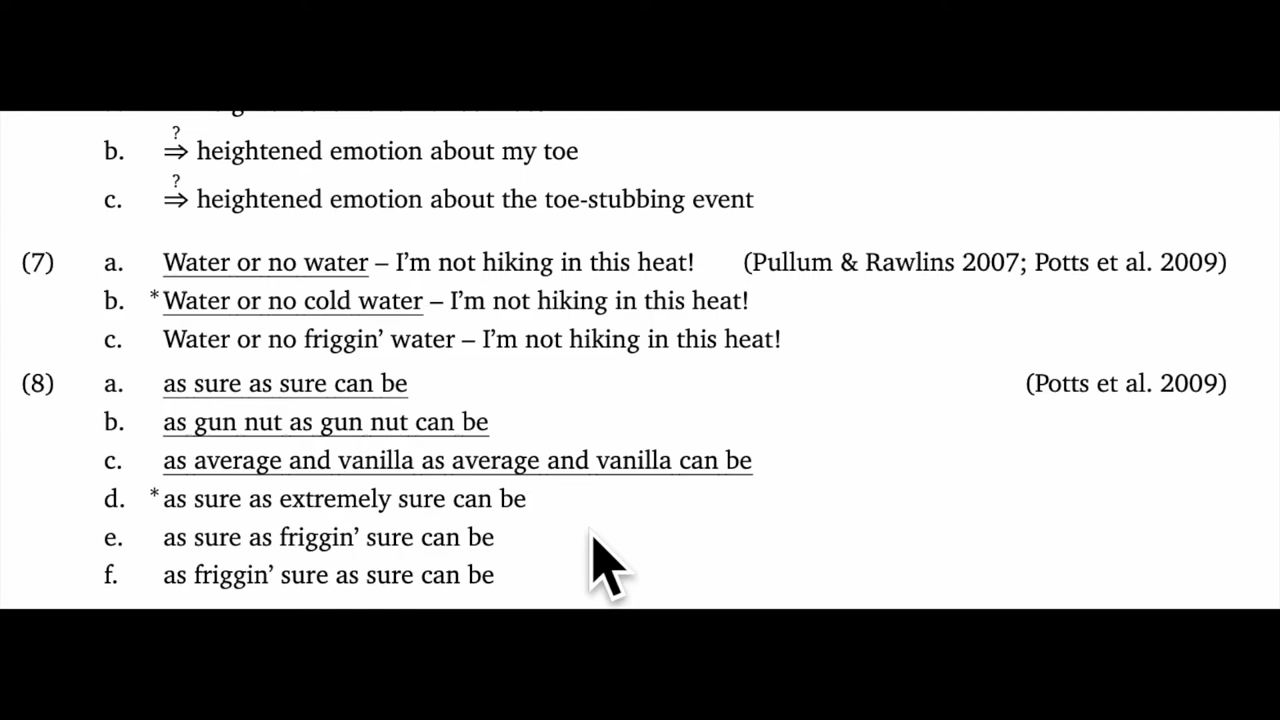 ?
b. ⇒ heightened emotion about my toe
?
c. ⇒ heightened emotion about the toe-stubbing event
(7) a. Water or no water – I'm not hiking in this heat! (Pullum & Rawlins 2007; Potts et al. 2009)
b. *Water or no cold water – I'm not hiking in this heat!
c. Water or no friggin' water – I'm not hiking in this heat!
(8) a. as sure as sure can be (Potts et al. 2009)
b. as gun nut as gun nut can be
c. as average and vanilla as average and vanilla can be
d. *as sure as extremely sure can be
e. as sure as friggin' sure can be
f. as friggin' sure as sure can be